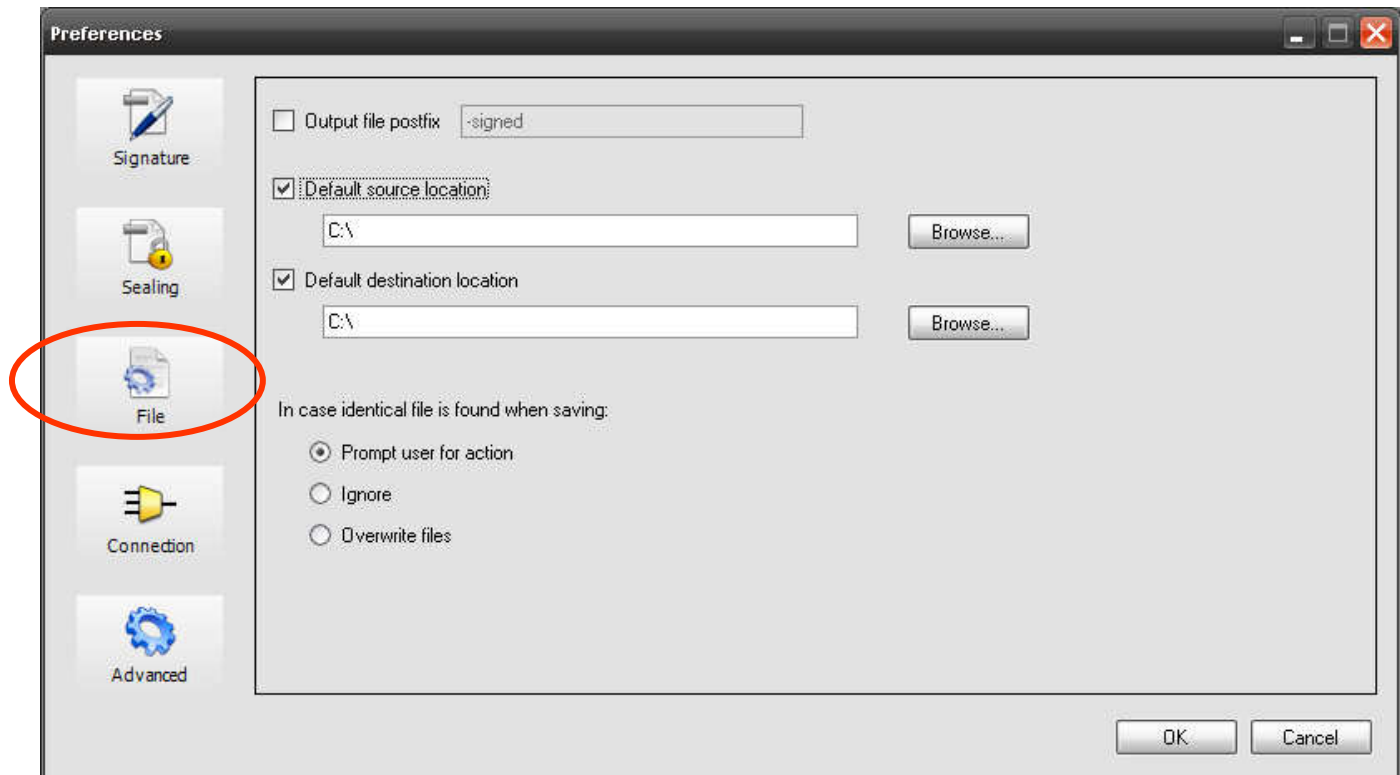 Preferences
Signature
Sealing
File
Connection
Advanced
Output file postfix -signed
Default source location
C:\ Browse...
Default destination location
C:\ Browse...
In case identical file is found when saving:
Prompt user for action
Ignore
Overwrite files
OK Cancel